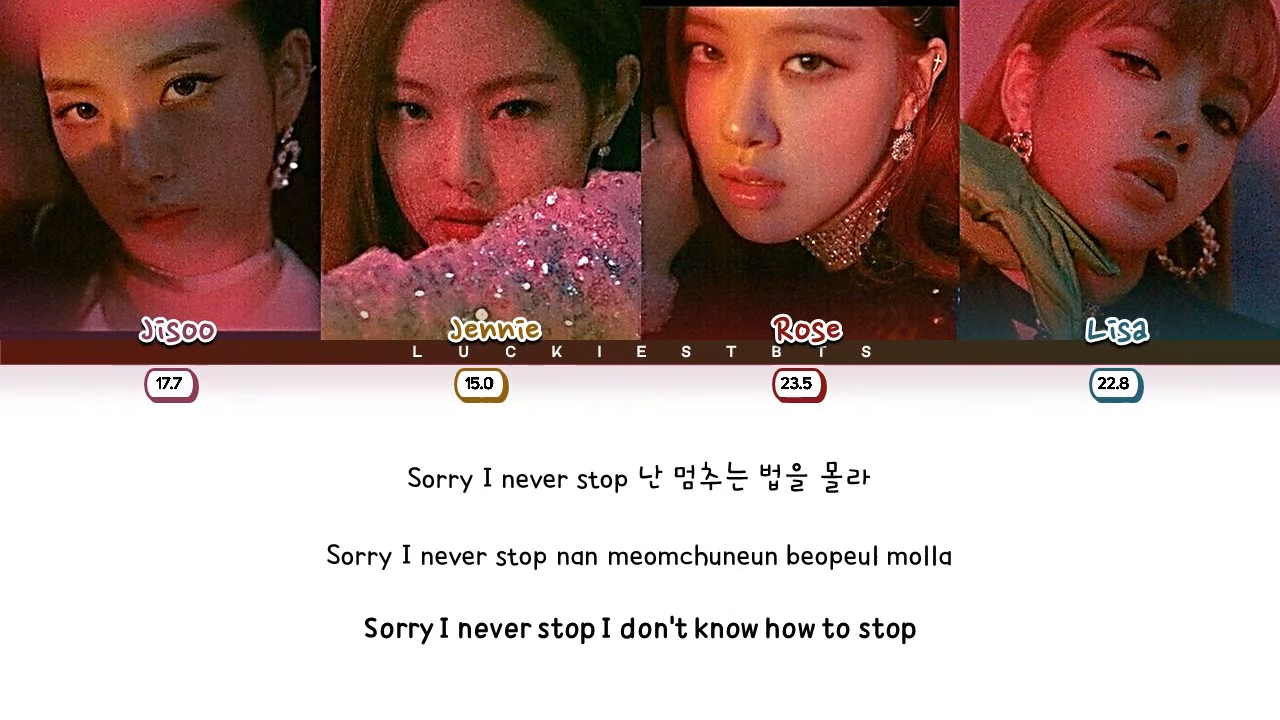 Jisoo Jennie Rose Lisa
L U C K I E S T B T S
17.7 15.0 23.5 22.8
Sorry I never stop 난 멈추는 법을 몰라
Sorry I never stop nan meomchuneun beopeul molla
Sorry I never stop I don't know how to stop